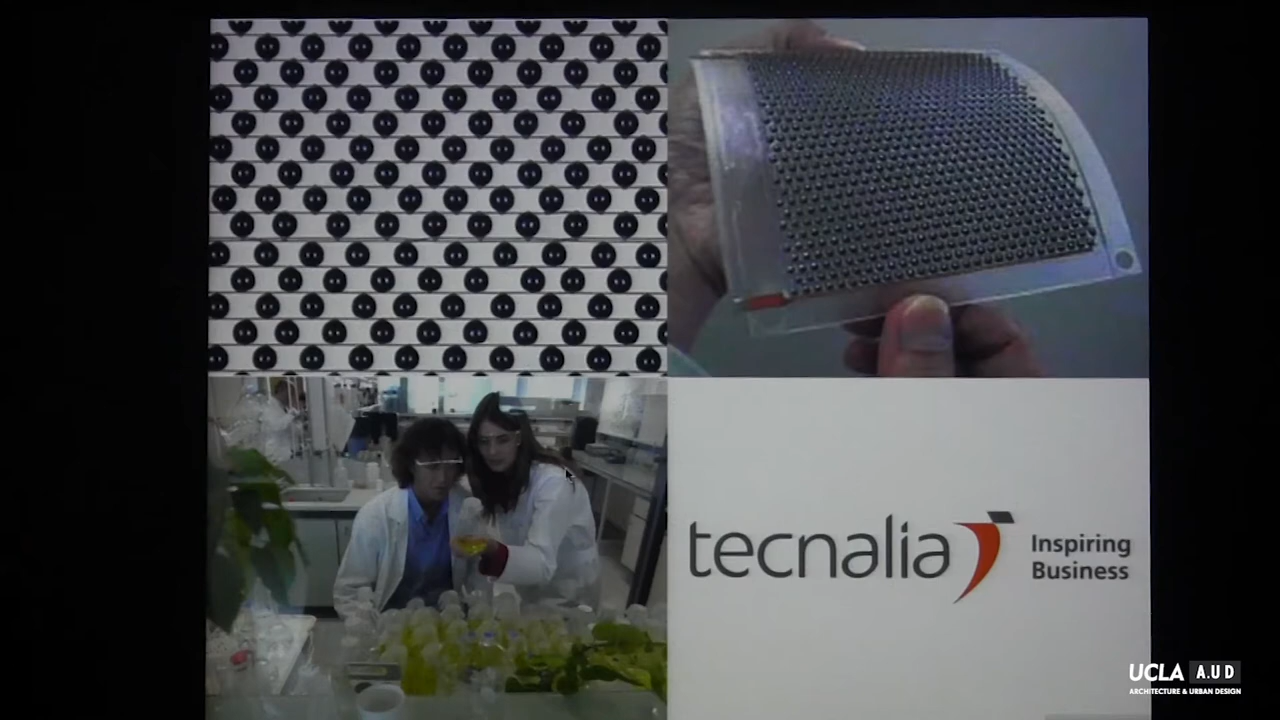 tecnalia
Inspiring
Business
UCLA A.UD
ARCHITECTURE & URBAN DESIGN